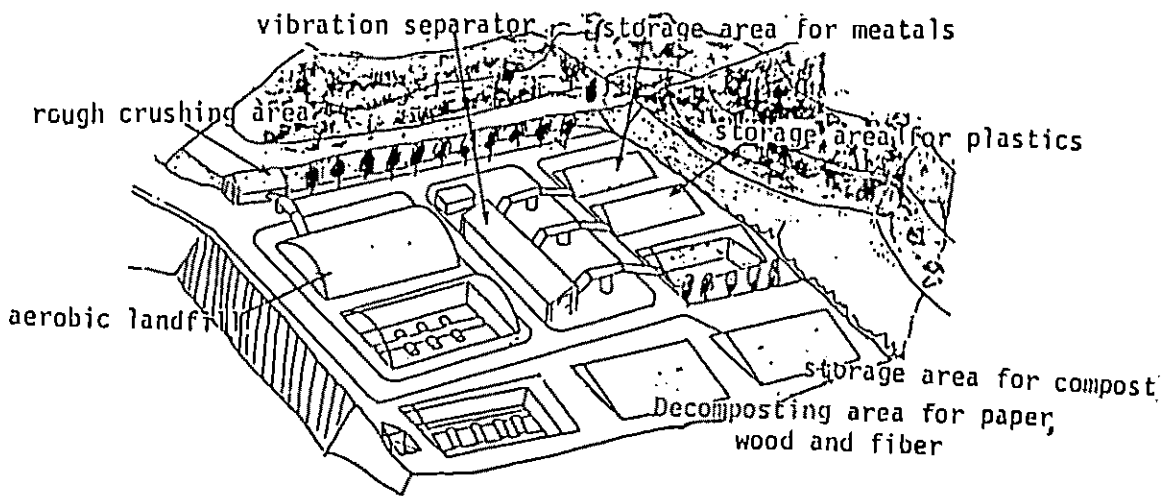 vibration separator
storage area for meatals
rough crushing area
storage area for plastics
aerobic landfill
storage area for compost
Decomposting area for paper,
wood and fiber